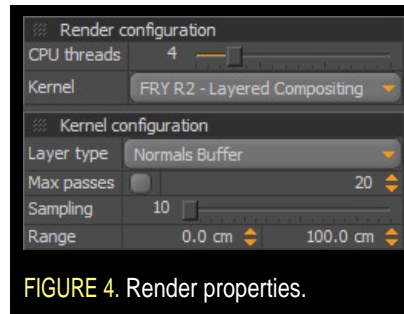 Render configuration
CPU threads 4
Kernel FRY R2 - Layered Compositing
Kernel configuration
Layer type Normals Buffer
Max passes 20
Sampling 10
Range 0.0 cm 100.0 cm
FIGURE 4. Render properties.